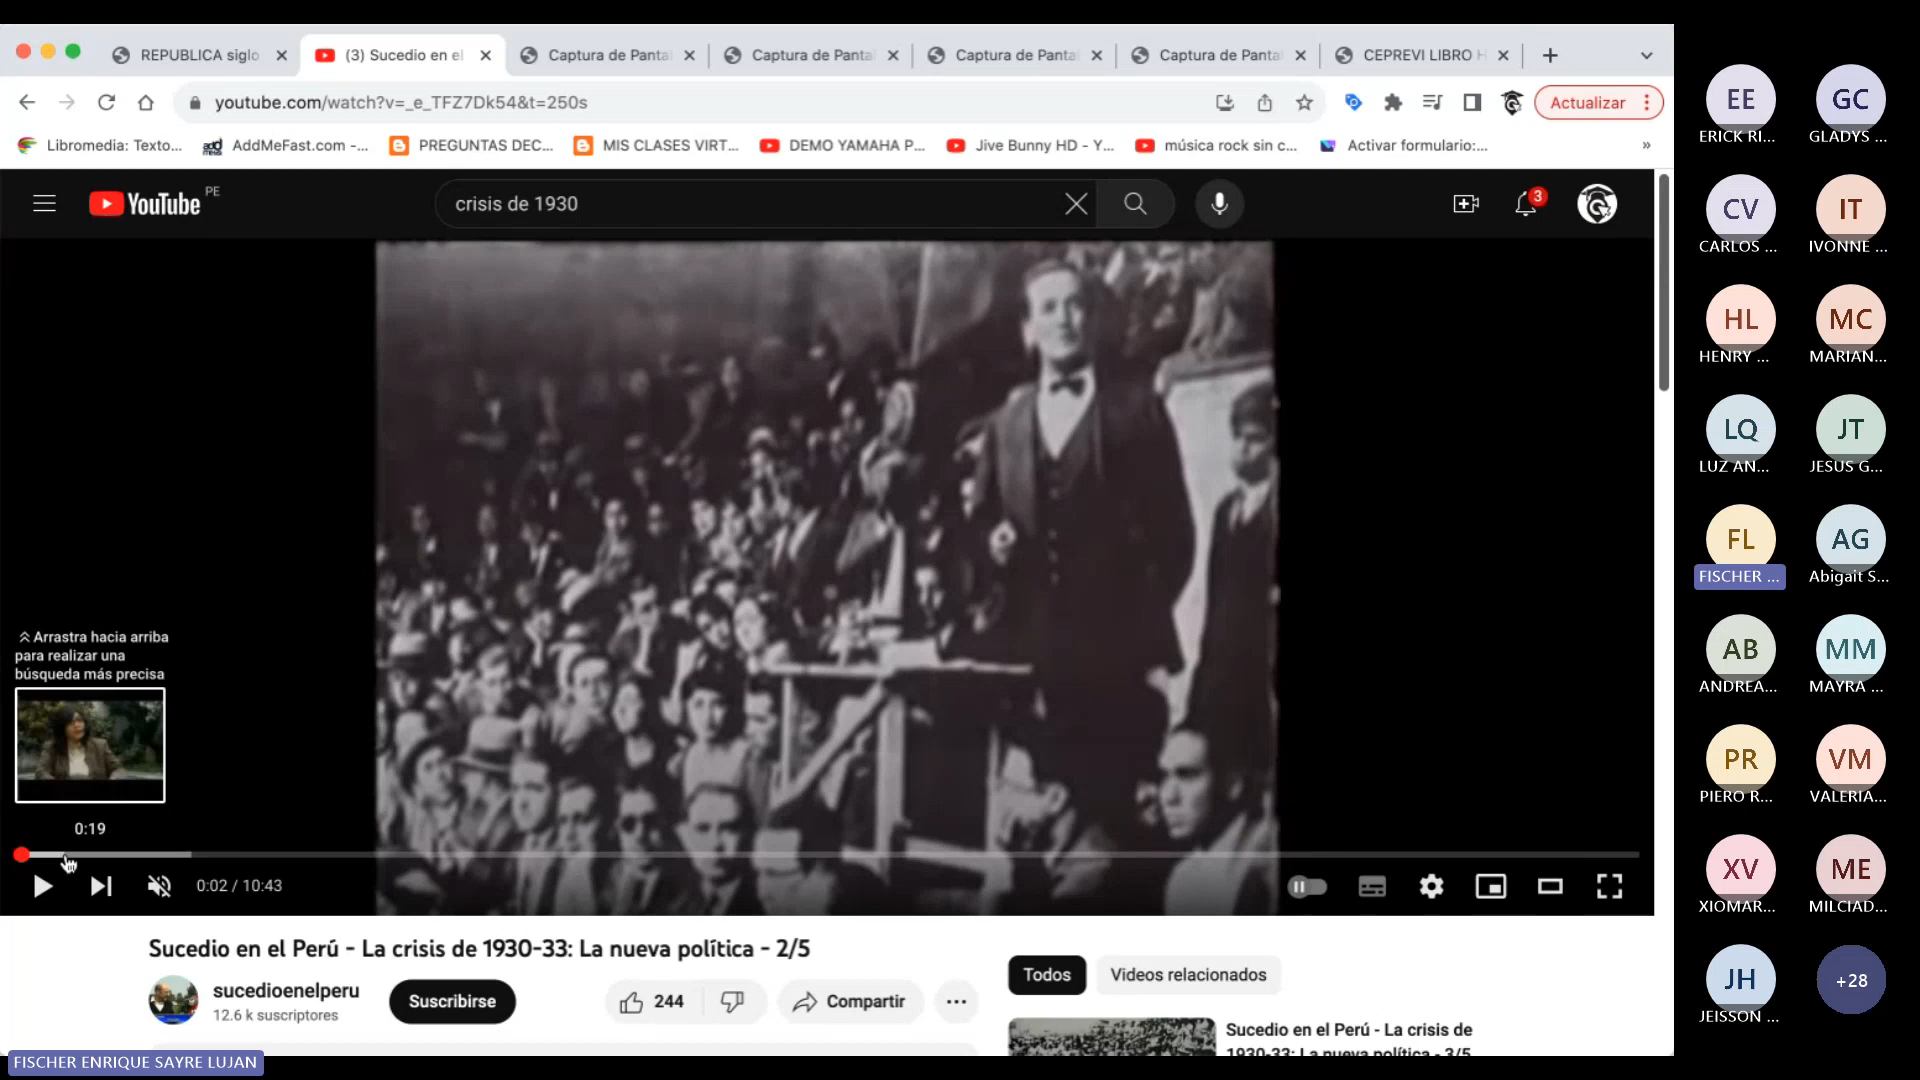 REPUBLICA siglo
(3) Sucedio en el
Captura de Panta
Captura de Panta
Captura de Panta
Captura de Panta
CEPREVI LIBRO H
youtube.com/watch?v=_e_TFZ7Dk54&t=250s
Actualizar
Libromedia: Texto...
AddMeFast.com -...
PREGUNTAS DEC...
MIS CLASES VIRT...
DEMO YAMAHA P...
Jive Bunny HD - Y...
música rock sin c...
Activar formulario:...
»
YouTube PE
crisis de 1930
3
Arrastra hacia arriba
para realizar una
búsqueda más precisa
0:19
0:02 / 10:43
Sucedio en el Perú - La crisis de 1930-33: La nueva política - 2/5
sucedioenelperu
12.6 k suscriptores
Suscribirse
244
Compartir
Todos
Videos relacionados
Sucedio en el Perú - La crisis de
1930-33: La nueva política - 3/5
FISCHER ENRIQUE SAYRE LUJAN
EE
ERICK RI...
GC
GLADYS ...
CV
CARLOS ...
IT
IVONNE ...
HL
HENRY ...
MC
MARIAN...
LQ
LUZ AN...
JT
JESUS G...
FL
FISCHER ...
AG
Abigait S...
AB
ANDREA...
MM
MAYRA ...
PR
PIERO R...
VM
VALERIA...
XV
XIOMAR...
ME
MILCIAD...
JH
JEISSON ...
+28